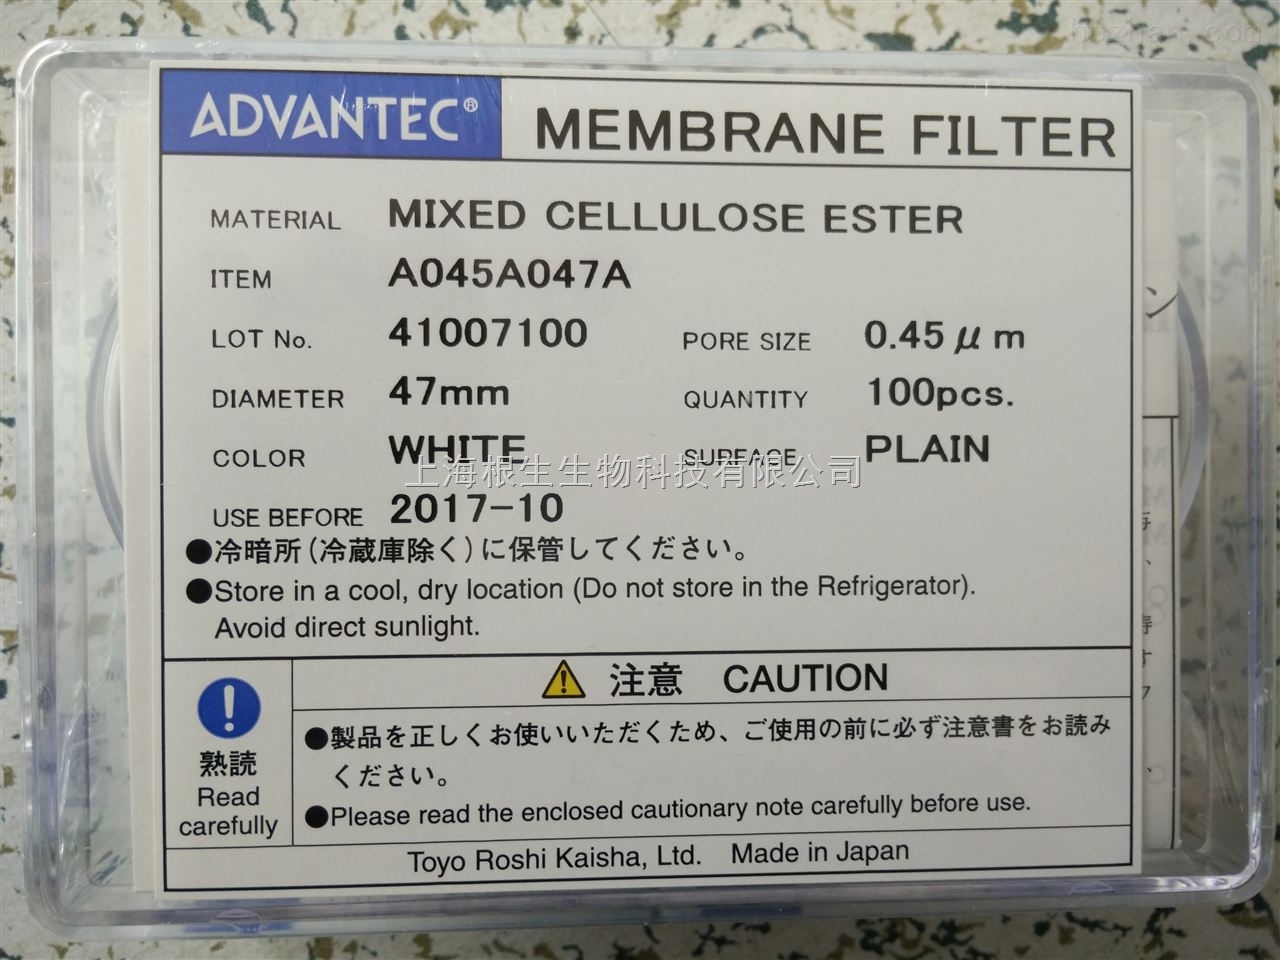 ADVANTEC® MEMBRANE FILTER
MATERIAL MIXED CELLULOSE ESTER
ITEM A045A047A
LOT No. 41007100 PORE SIZE 0.45μm
DIAMETER 47mm QUANTITY 100pcs.
COLOR WHITE SURFACE PLAIN
上海根生生物科技有限公司
USE BEFORE 2017-10
●冷暗所(冷蔵庫除く)に保管してください。
●Store in a cool, dry location (Do not store in the Refrigerator).
Avoid direct sunlight.
注意 CAUTION
熟読
Read
carefully
●製品を正しくお使いいただくため、ご使用の前に必ず注意書をお読み
ください。
●Please read the enclosed cautionary note carefully before use.
Toyo Roshi Kaisha, Ltd. Made in Japan